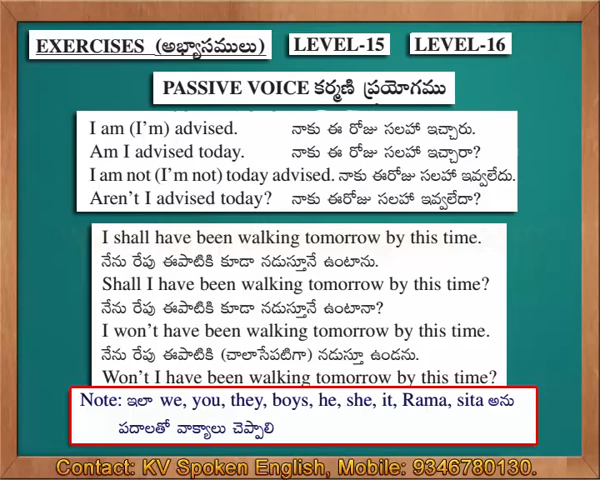 EXERCISES (అభ్యాసములు) LEVEL-15 LEVEL-16
PASSIVE VOICE కర్మణి ప్రయోగము
I am (I'm) advised. నాకు ఈ రోజు సలహా ఇచ్చారు.
Am I advised today. నాకు ఈ రోజు సలహా ఇచ్చారా?
I am not (I'm not) today advised. నాకు ఈరోజు సలహా ఇవ్వలేదు.
Aren't I advised today? నాకు ఈరోజు సలహా ఇవ్వలేదా?
I shall have been walking tomorrow by this time.
నేను రేపు ఈపాటికి కూడా నడుస్తూనే ఉంటాను.
Shall I have been walking tomorrow by this time?
నేను రేపు ఈపాటికి కూడా నడుస్తూనే ఉంటానా?
I won't have been walking tomorrow by this time.
నేను రేపు ఈపాటికి (చాలాసేపటిగా) నడుస్తూ ఉండను.
Won't I have been walking tomorrow by this time?
Note: ఇలా we, you, they, boys, he, she, it, Rama, sita అను
పదాలతో వాక్యాలు చెప్పాలి
Contact: KV Spoken English, Mobile: 9346780130.